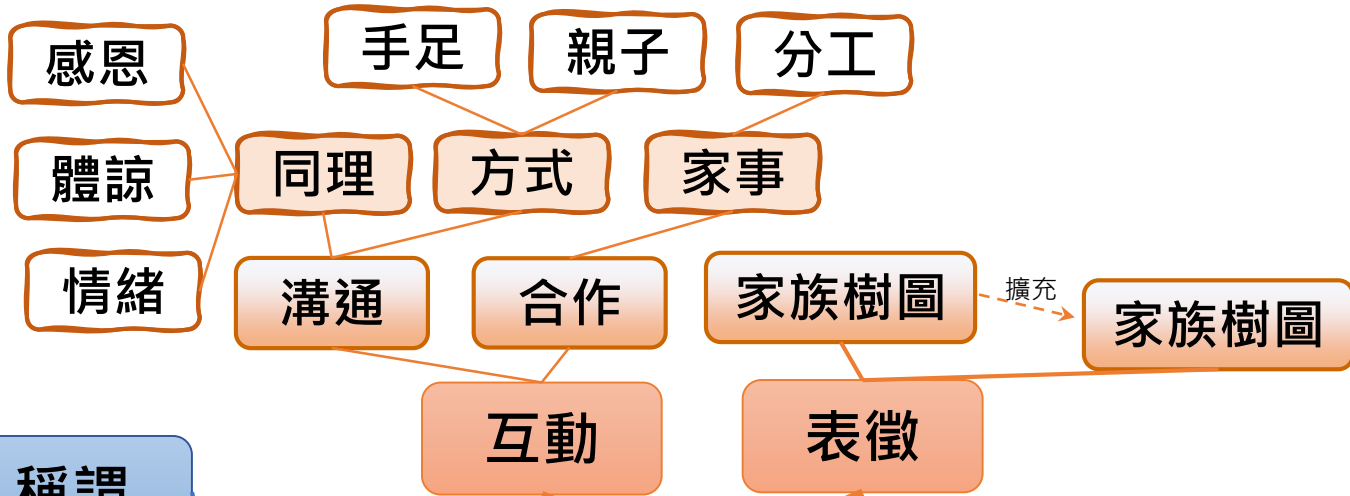 感恩
手足
親子
分工
體諒
同理
方式
家事
情緒
溝通
合作
家族樹圖
擴充
家族樹圖
互動
表徵
稱謂